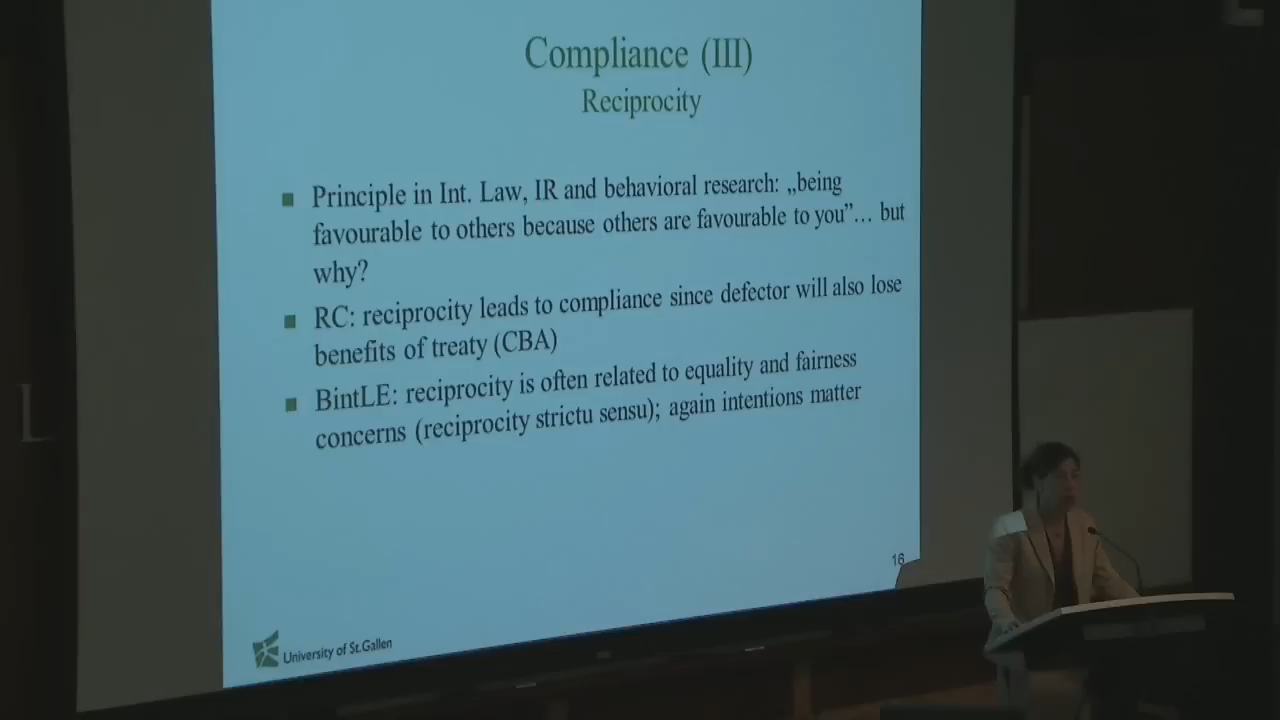 Compliance (III)
Reciprocity
Principle in Int. Law, IR and behavioral research: „being
favourable to others because others are favourable to you”... but
why?
RC: reciprocity leads to compliance since defector will also lose
benefits of treaty (CBA)
BintLE: reciprocity is often related to equality and fairness
concerns (reciprocity strictu sensu); again intentions matter
16
University of St.Gallen